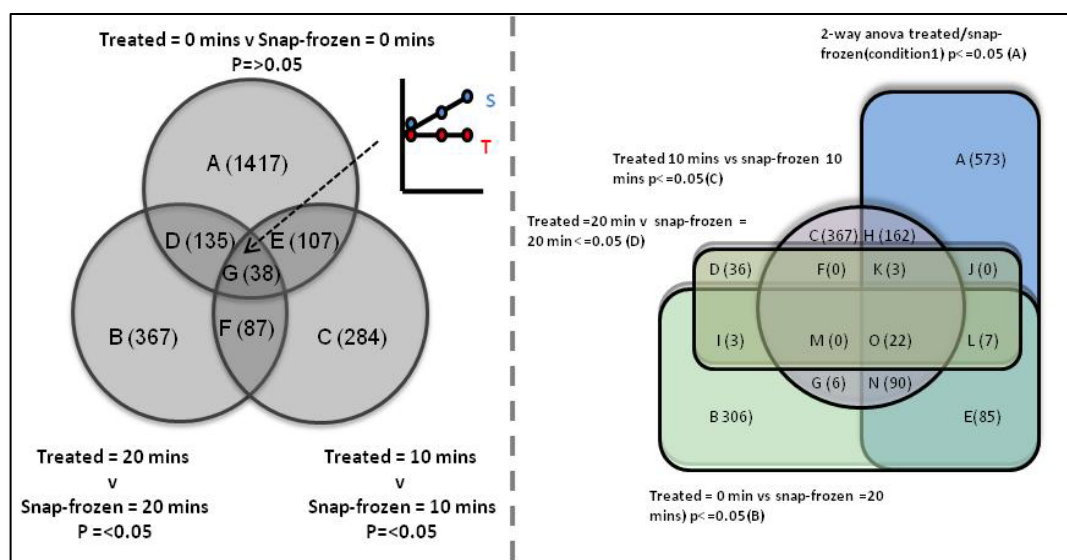 Treated = 0 mins v Snap-frozen = 0 mins
P=>0.05
S
T
A (1417)
D (135)
E (107)
G (38)
F (87)
B (367)
C (284)
Treated = 20 mins
v
Snap-frozen = 20 mins
P =<0.05
Treated = 10 mins
v
Snap-frozen = 10 mins
P =<0.05
2-way anova treated/snap-
frozen(condition1) p<=0.05 (A)
A (573)
Treated 10 mins vs snap-frozen 10
mins p<=0.05(C)
Treated =20 min v snap-frozen =
20 min<=0.05 (D)
C (367)
H (162)
D (36)
F(0)
K (3)
J (0)
I (3)
M (0)
O (22)
L (7)
G (6)
N (90)
B 306)
E(85)
Treated = 0 min vs snap-frozen =20
mins) p<=0.05(B)